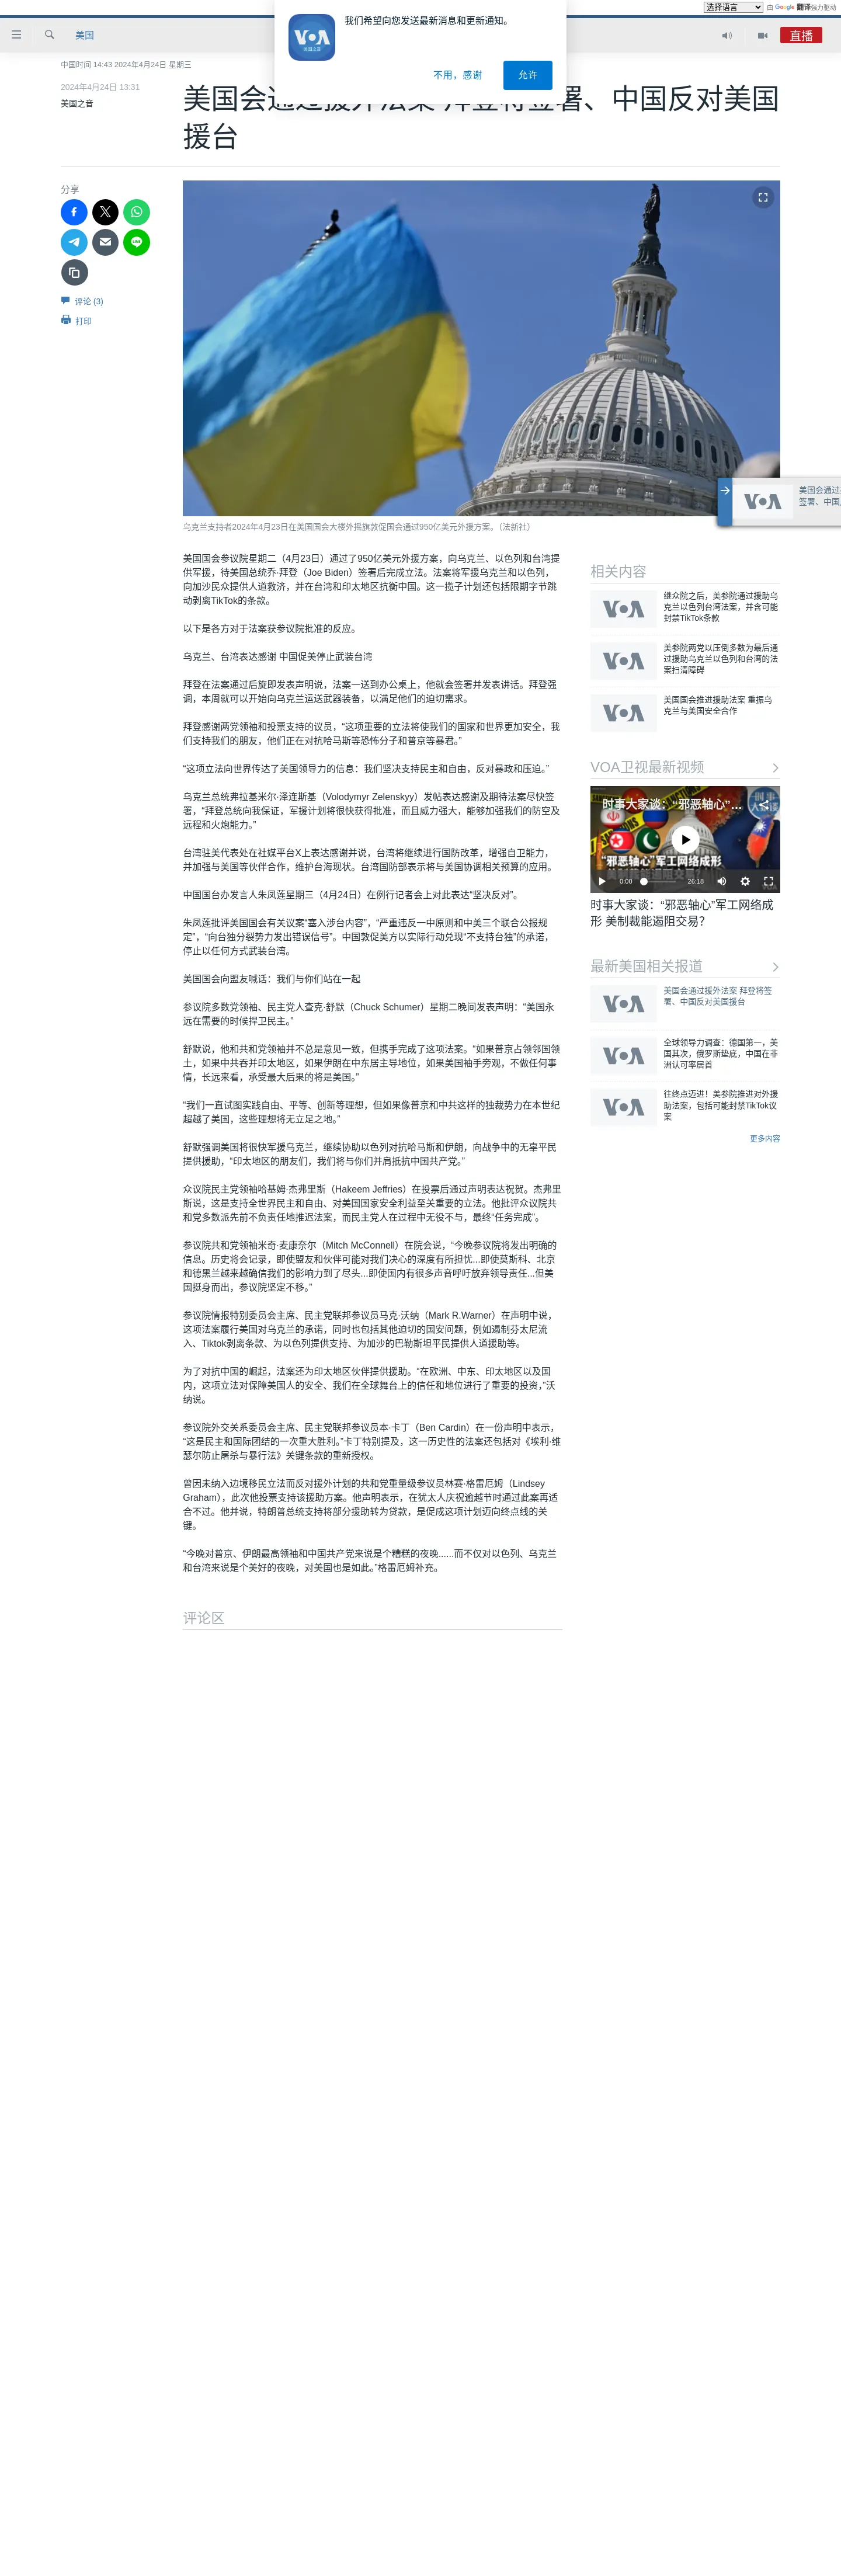 选择语言
由 Google 翻译强力驱动
美国
直播
VOA
美国之音
我们希望向您发送最新消息和更新通知。
不用，感谢
允许
中国时间 14:43 2024年4月24日 星期三
2024年4月24日 13:31
美国之音
美国会通过援外法案 拜登将签署、中国反对美国
援台
分享
评论 (3)
打印
乌克兰支持者2024年4月23日在美国国会大楼外摇旗敦促国会通过950亿美元外援方案。（法新社）
VOA
美国会通过
签署、中国
美国国会参议院星期二（4月23日）通过了950亿美元外援方案，向乌克兰、以色列和台湾提
供军援，待美国总统乔·拜登（Joe Biden）签署后完成立法。法案将军援乌克兰和以色列，
向加沙民众提供人道救济，并在台湾和印太地区抗衡中国。这一揽子计划还包括限期字节跳
动剥离TikTok的条款。
以下是各方对于法案获参议院批准的反应。
乌克兰、台湾表达感谢 中国促美停止武装台湾
拜登在法案通过后旋即发表声明说，法案一送到办公桌上，他就会签署并发表讲话。拜登强
调，本周就可以开始向乌克兰运送武器装备，以满足他们的迫切需求。
拜登感谢两党领袖和投票支持的议员，“这项重要的立法将使我们的国家和世界更加安全，我
们支持我们的朋友，他们正在对抗哈马斯等恐怖分子和普京等暴君。”
“这项立法向世界传达了美国领导力的信息：我们坚决支持民主和自由，反对暴政和压迫。”
乌克兰总统弗拉基米尔·泽连斯基（Volodymyr Zelenskyy）发帖表达感谢及期待法案尽快签
署，“拜登总统向我保证，军援计划将很快获得批准，而且威力强大，能够加强我们的防空及
远程和火炮能力。”
台湾驻美代表处在社媒平台X上表达感谢并说，台湾将继续进行国防改革，增强自卫能力，
并加强与美国等伙伴合作，维护台海现状。台湾国防部表示将与美国协调相关预算的应用。
中国国台办发言人朱凤莲星期三（4月24日）在例行记者会上对此表达“坚决反对”。
朱凤莲批评美国国会有关议案“塞入涉台内容”，“严重违反一中原则和中美三个联合公报规
定”，“向台独分裂势力发出错误信号”。中国敦促美方以实际行动兑现“不支持台独”的承诺，
停止以任何方式武装台湾。
美国国会向盟友喊话：我们与你们站在一起
参议院多数党领袖、民主党人查克·舒默（Chuck Schumer）星期二晚间发表声明：“美国永
远在需要的时候捍卫民主。”
舒默说，他和共和党领袖并不总是意见一致，但携手完成了这项法案。“如果普京占领邻国领
土，如果中共吞并印太地区，如果伊朗在中东居主导地位，如果美国袖手旁观，不做任何事
情，长远来看，承受最大后果的将是美国。”
“我们一直试图实践自由、平等、创新等理想，但如果像普京和中共这样的独裁势力在本世纪
超越了美国，这些理想将无立足之地。”
舒默强调美国将很快军援乌克兰，继续协助以色列对抗哈马斯和伊朗，向战争中的无辜平民
提供援助，“印太地区的朋友们，我们将与你们并肩抵抗中国共产党。”
众议院民主党领袖哈基姆·杰弗里斯（Hakeem Jeffries）在投票后通过声明表达祝贺。杰弗里
斯说，这是支持全世界民主和自由、对美国国家安全利益至关重要的立法。他批评众议院共
和党多数派先前不负责任地推迟法案，而民主党人在过程中无役不与，最终“任务完成”。
参议院共和党领袖米奇·麦康奈尔（Mitch McConnell）在院会说，“今晚参议院将发出明确的
信息。历史将会记录，即使盟友和伙伴可能对我们决心的深度有所担忧...即使莫斯科、北京
和德黑兰越来越确信我们的影响力到了尽头...即使国内有很多声音呼吁放弃领导责任...但美
国挺身而出，参议院坚定不移。”
参议院情报特别委员会主席、民主党联邦参议员马克·沃纳（Mark R.Warner）在声明中说，
这项法案履行美国对乌克兰的承诺，同时也包括其他迫切的国安问题，例如遏制芬太尼流
入、Tiktok剥离条款、为以色列提供支持、为加沙的巴勒斯坦平民提供人道援助等。
为了对抗中国的崛起，法案还为印太地区伙伴提供援助。“在欧洲、中东、印太地区以及国
内，这项立法对保障美国人的安全、我们在全球舞台上的信任和地位进行了重要的投资，”沃
纳说。
参议院外交关系委员会主席、民主党联邦参议员本·卡丁（Ben Cardin）在一份声明中表示，
“这是民主和国际团结的一次重大胜利。”卡丁特别提及，这一历史性的法案还包括对《埃利·维
瑟尔防止屠杀与暴行法》关键条款的重新授权。
曾因未纳入边境移民立法而反对援外计划的共和党重量级参议员林赛·格雷厄姆（Lindsey
Graham），此次他投票支持该援助方案。他声明表示，在犹太人庆祝逾越节时通过此案再适
合不过。他并说，特朗普总统支持将部分援助转为贷款，是促成这项计划迈向终点线的关
键。
“今晚对普京、伊朗最高领袖和中国共产党来说是个糟糕的夜晚......而不仅对以色列、乌克兰
和台湾来说是个美好的夜晚，对美国也是如此。”格雷厄姆补充。
评论区
相关内容
VOA
继众院之后，美参院通过援助乌
克兰以色列台湾法案，并含可能
封禁TikTok条款
VOA
美参院两党以压倒多数为最后通
过援助乌克兰以色列和台湾的法
案扫清障碍
VOA
美国国会推进援助法案 重振乌
克兰与美国安全合作
VOA卫视最新视频
时事大家谈：“邪恶轴心”...
“邪恶轴心”军工网络成形
0:00
26:18
时事大家谈：“邪恶轴心”军工网络成
形 美制裁能遏阻交易？
最新美国相关报道
VOA
美国会通过援外法案 拜登将签
署、中国反对美国援台
VOA
全球领导力调查：德国第一，美
国其次，俄罗斯垫底，中国在非
洲认可率居首
VOA
往终点迈进！美参院推进对外援
助法案，包括可能封禁TikTok议
案
更多内容